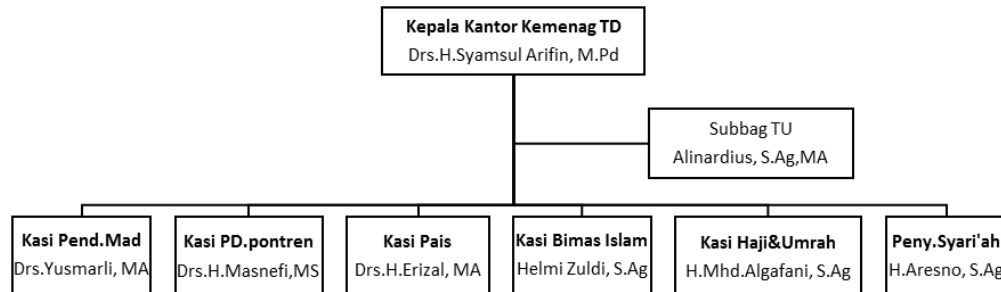 Kepala Kantor Kemenag TD
Drs.H.Syamsul Arifin, M.Pd
Subbag TU
Alinardius, S.Ag,MA
Kasi Pend.Mad
Drs.Yusmarli, MA
Kasi PD.pontren
Drs.H.Masnefi,MS
Kasi Pais
Drs.H.Erizal, MA
Kasi Bimas Islam
Helmi Zuldi, S.Ag
Kasi Haji&Umrah
H.Mhd.Algafani, S.Ag
Peny.Syari'ah
H.Aresno, S.Ag